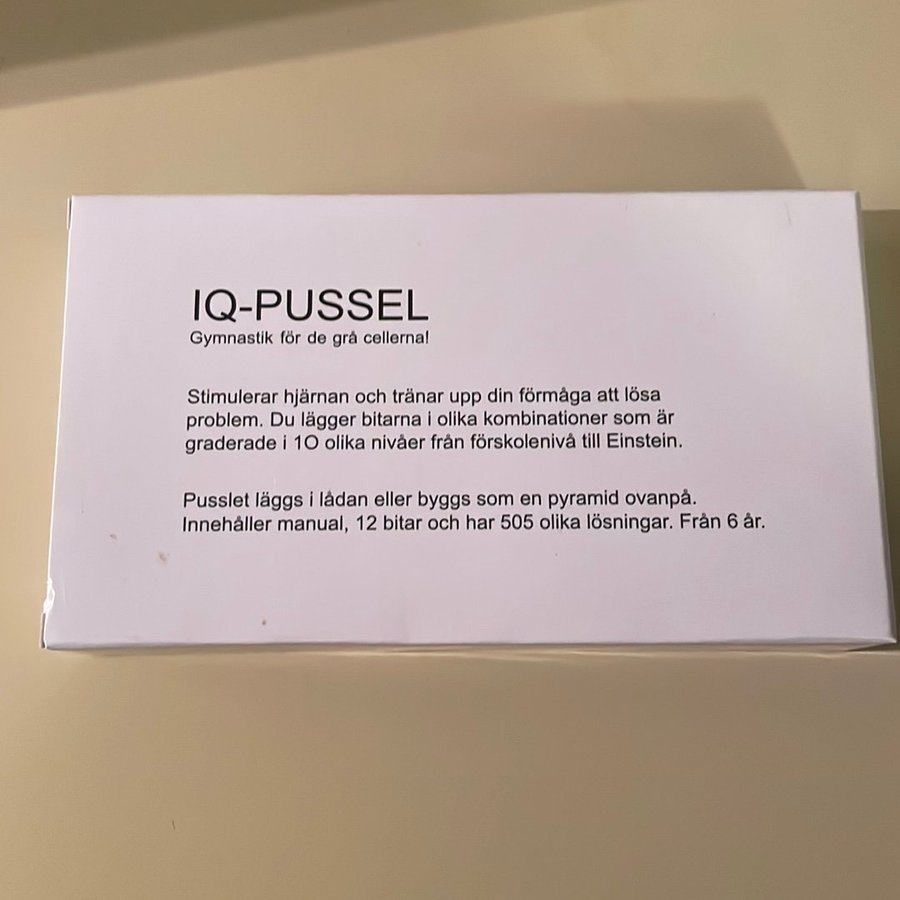 IQ-PUSSEL
Gymnastik för de grå cellerna!
Stimulerar hjärnan och tränar upp din förmåga att lösa
problem. Du lägger bitarna i olika kombinationer som är
graderade i 1O olika nivåer från förskolenivå till Einstein.
Pusslet läggs i lådan eller byggs som en pyramid ovanpå.
Innehåller manual, 12 bitar och har 505 olika lösningar. Från 6 år.